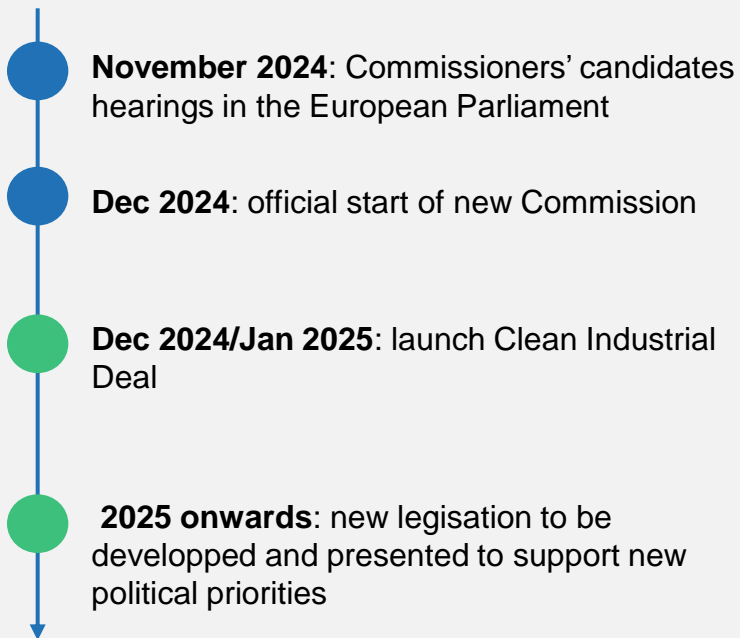 November 2024: Commissioners’ candidates
hearings in the European Parliament
Dec 2024: official start of new Commission
Dec 2024/Jan 2025: launch Clean Industrial
Deal
2025 onwards: new legisation to be
developped and presented to support new
political priorities